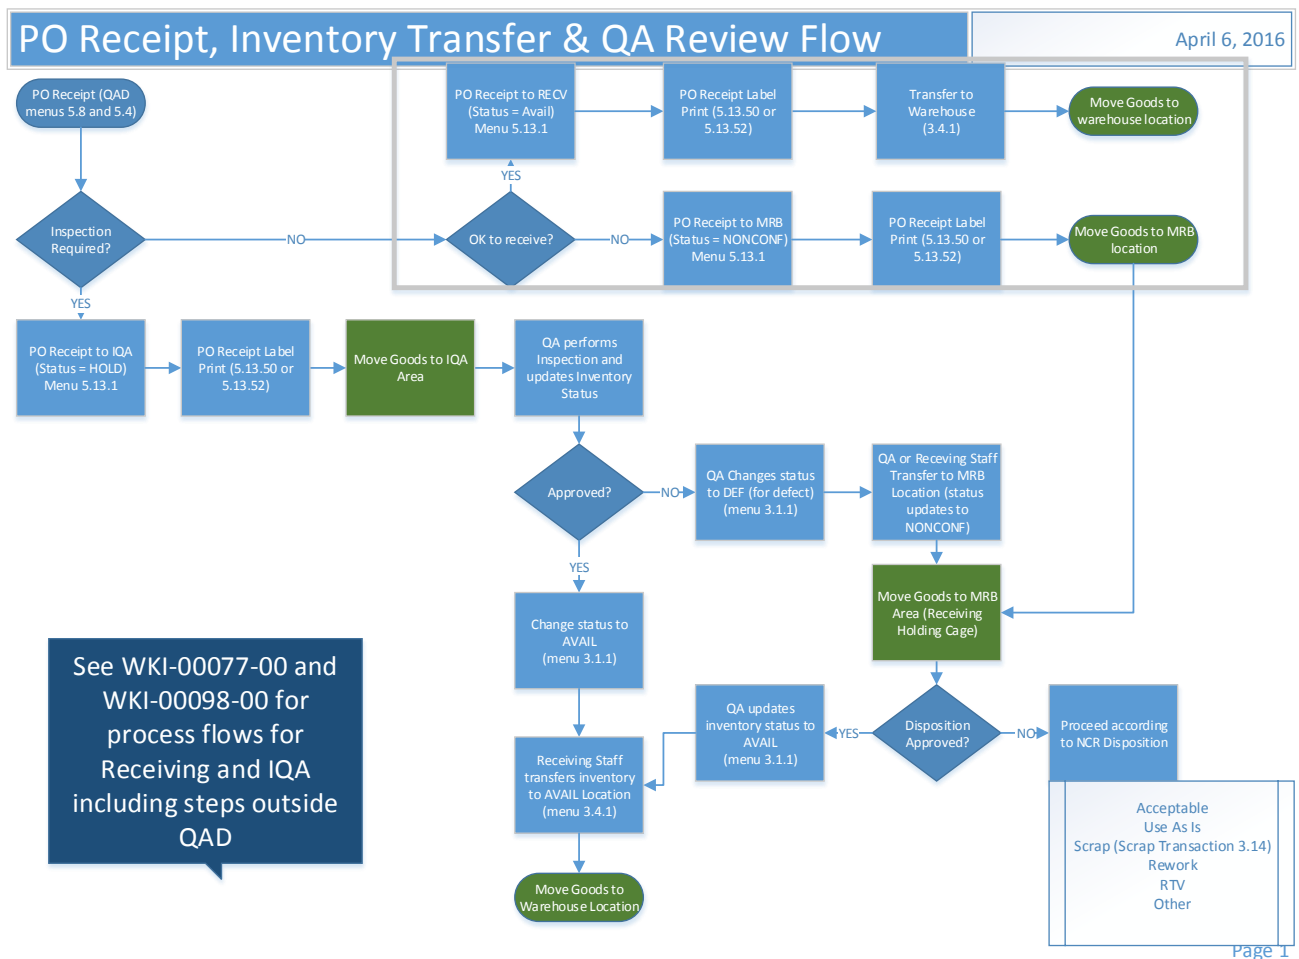 PO Receipt, Inventory Transfer & QA Review Flow
April 6, 2016
PO Receipt (QAD
menus 5.8 and 5.4)
PO Receipt to RECV
(Status = Avail)
Menu 5.13.1
PO Receipt Label
Print (5.13.50 or
5.13.52)
Transfer to
Warehouse
(3.4.1)
Move Goods to
warehouse location
YES
Inspection
Required?
NO
OK to receive?
NO
PO Receipt to MRB
(Status = NONCONF)
Menu 5.13.1
PO Receipt Label
Print (5.13.50 or
5.13.52)
Move Goods to MRB
location
YES
PO Receipt to IQA
(Status = HOLD)
Menu 5.13.1
PO Receipt Label
Print (5.13.50 or
5.13.52)
Move Goods to IQA
Area
QA performs
Inspection and
updates Inventory
Status
Approved?
NO
QA Changes status
to DEF (for defect)
(menu 3.1.1)
QA or Receving Staff
Transfer to MRB
Location (status
updates to
NONCONF)
YES
Change status to
AVAIL
(menu 3.1.1)
Move Goods to MRB
Area (Receiving
Holding Cage)
See WKI-00077-00 and
WKI-00098-00 for
process flows for
Receiving and IQA
including steps outside
QAD
Receiving Staff
transfers inventory
to AVAIL Location
(menu 3.4.1)
QA updates
inventory status to
AVAIL
(menu 3.1.1)
YES
Disposition
Approved?
NO
Proceed according
to NCR Disposition
Acceptable
Use As Is
Scrap (Scrap Transaction 3.14)
Rework
RTV
Other
Move Goods to
Warehouse Location
Page 1